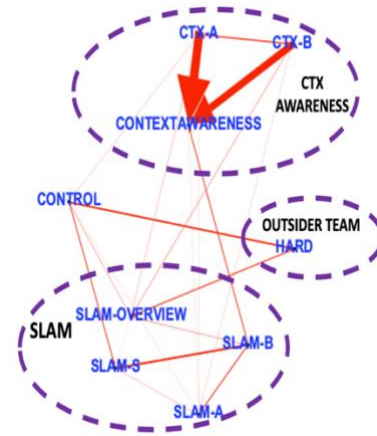 CTX-A
CTX-B
CTX
AWARENESS
CONTEXTAWARENESS
CONTROL
OUTSIDER TEAM
HARD
SLAM-OVERVIEW
SLAM
SLAM-B
SLAM-S
SLAM-A